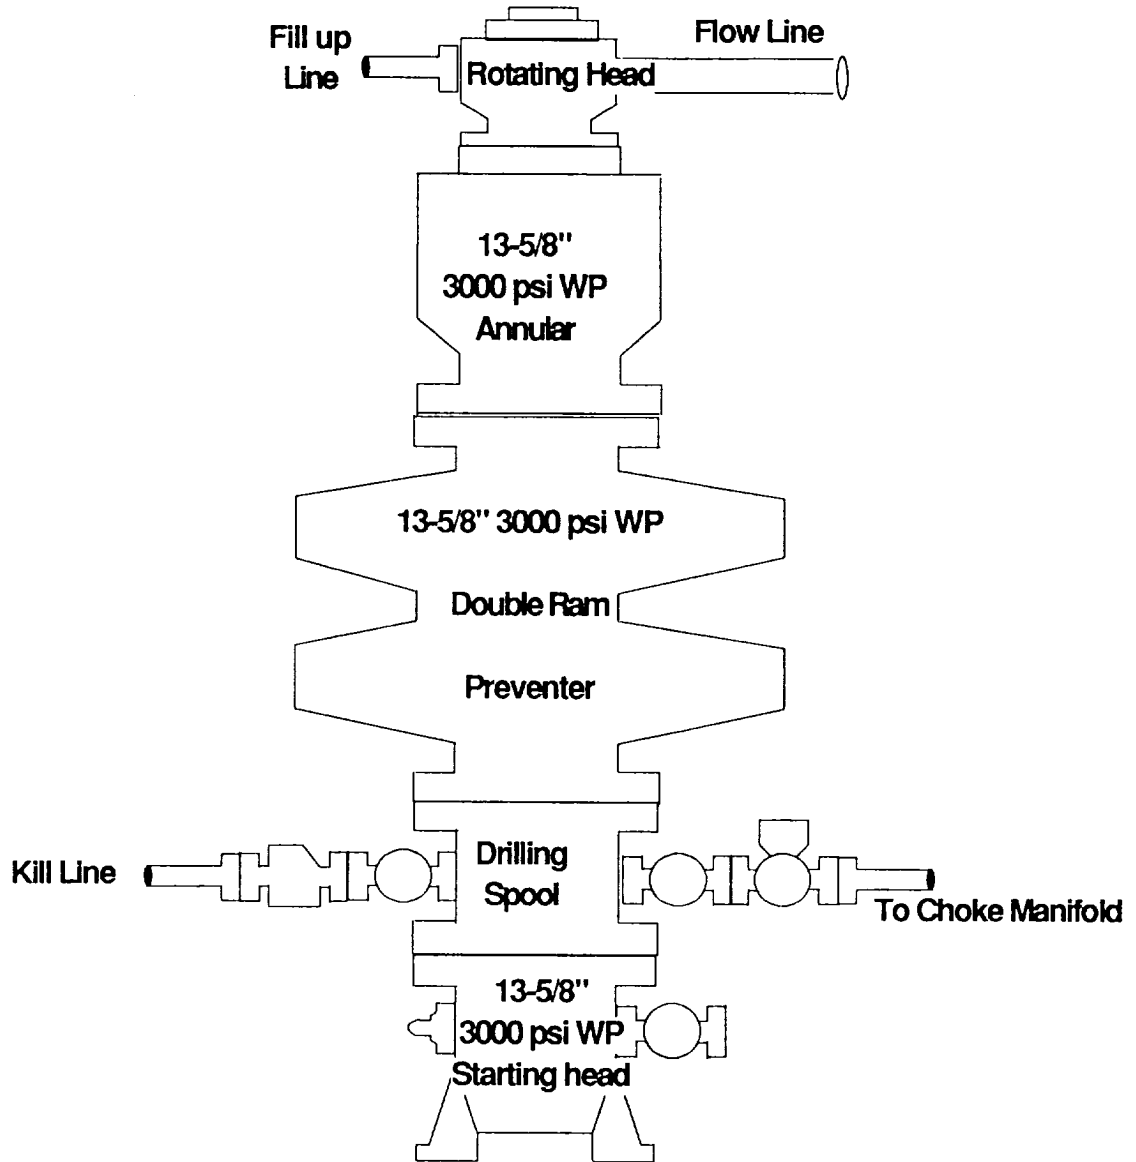 Fill up
Line
Flow Line
Rotating Head
13-5/8"
3000 psi WP
Annular
13-5/8" 3000 psi WP
Double Ram
Preventer
Kill Line
Drilling
Spool
To Choke Manifold
13-5/8"
3000 psi WP
Starting head